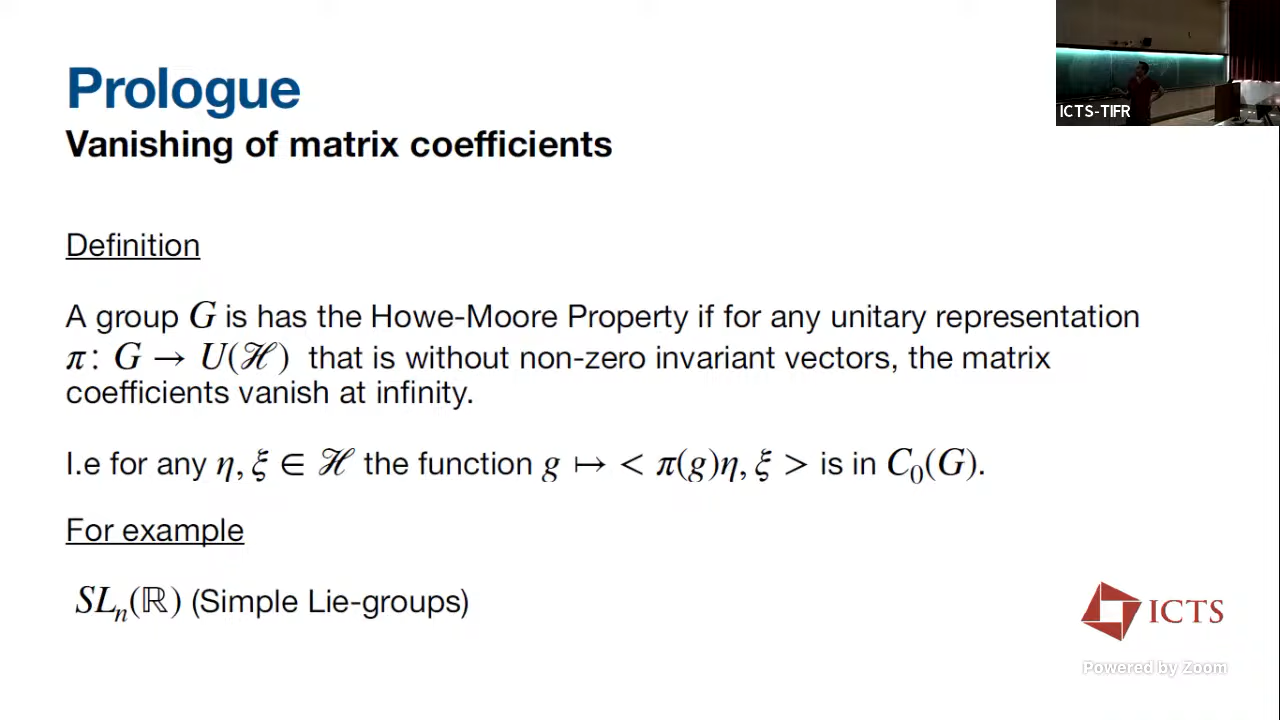 Prologue
Vanishing of matrix coefficients
ICTS-TIFR
Definition
A group G is has the Howe-Moore Property if for any unitary representation
π: G → U(ℋ) that is without non-zero invariant vectors, the matrix
coefficients vanish at infinity.
I.e for any η, ξ ∈ ℋ the function g ↦ < π(g)η, ξ > is in C₀(G).
For example
SLₙ(ℝ) (Simple Lie-groups)
ICTS
Powered by Zoom